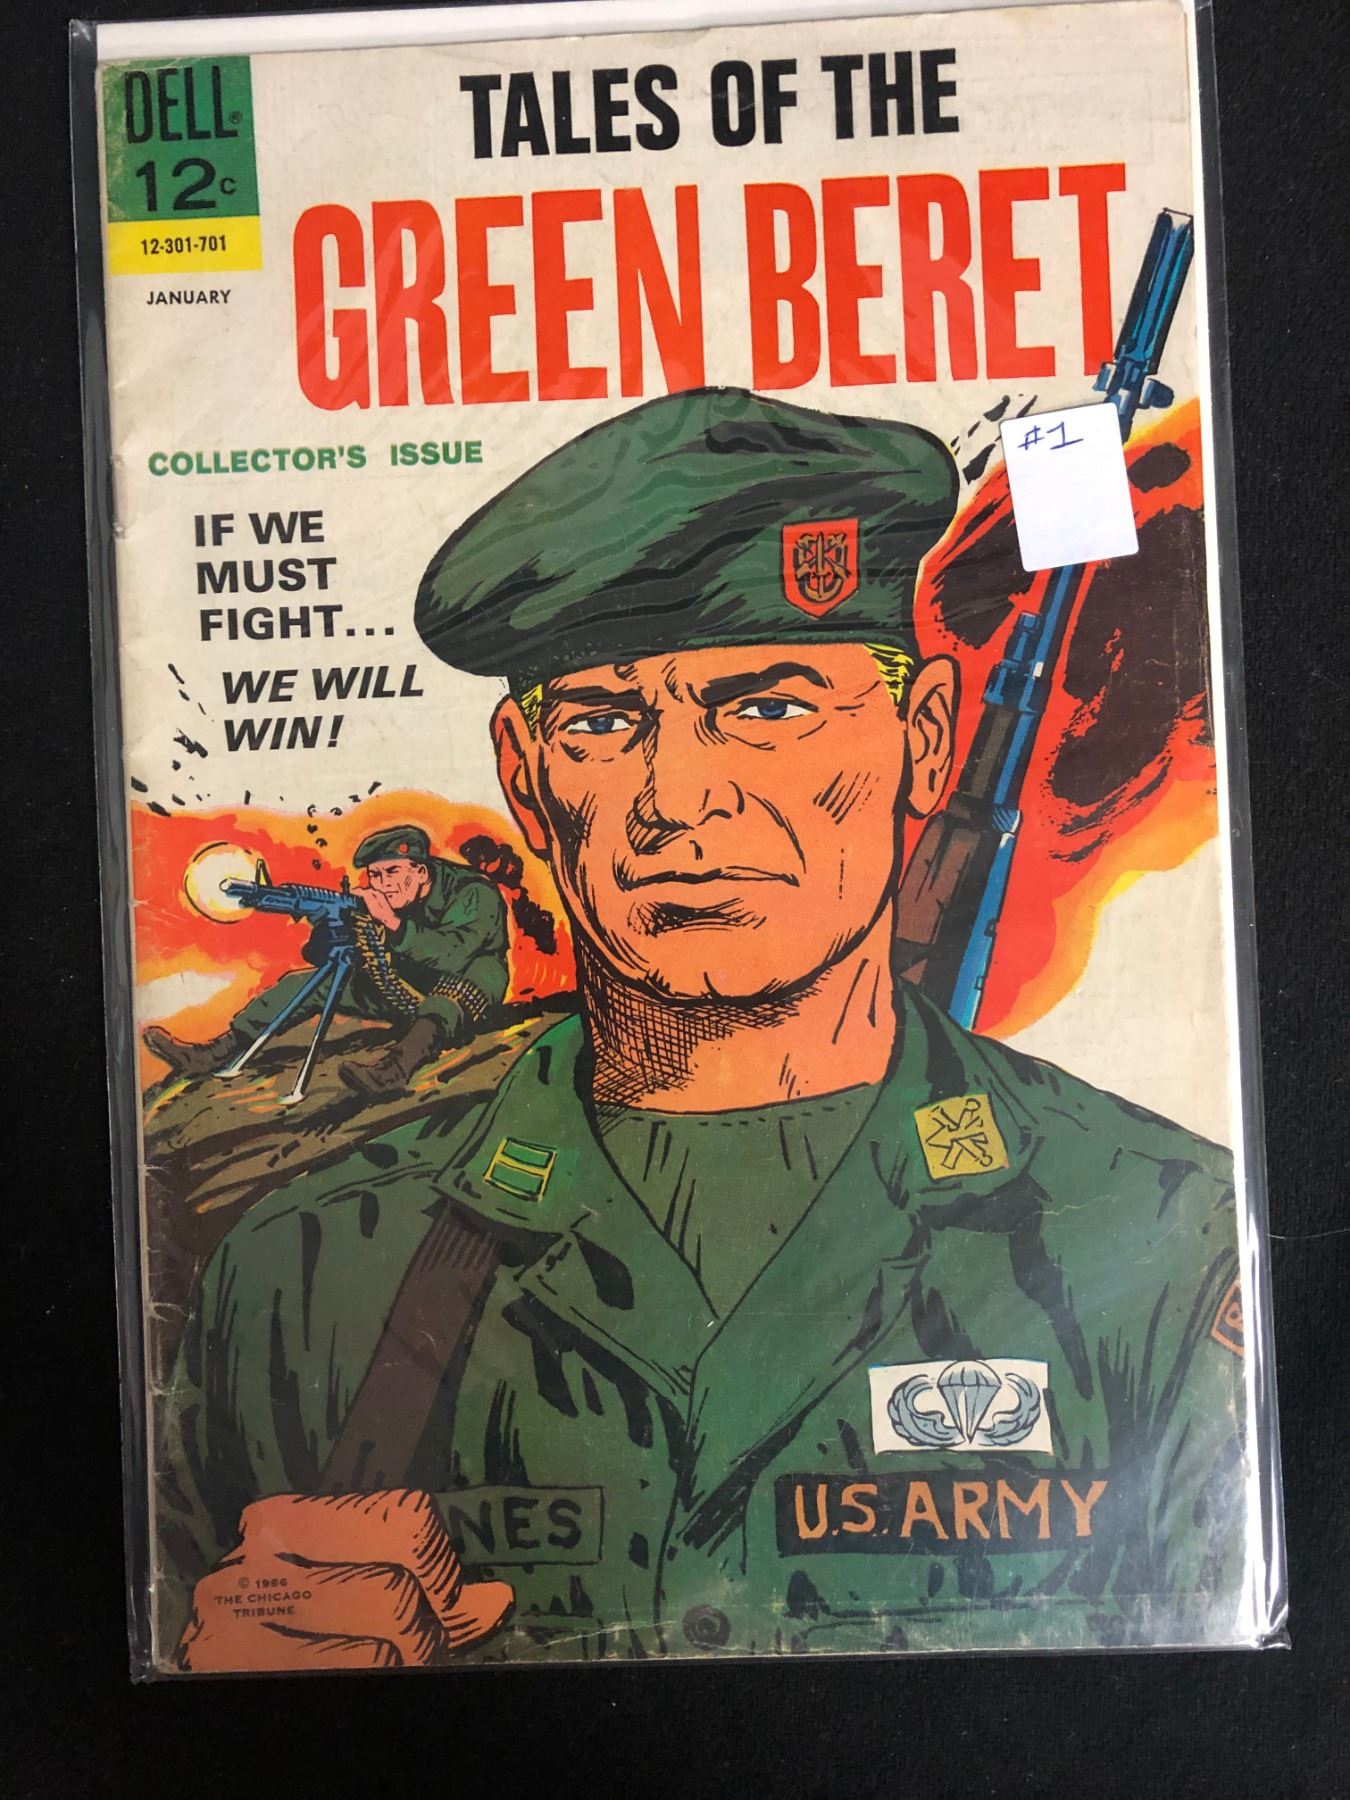 DELL®
12c
12-301-701
JANUARY
TALES OF THE
GREEN BERET
COLLECTOR'S ISSUE
IF WE
MUST
FIGHT...
WE WILL
WIN!
#1
NES
U.S. ARMY
© 1966
THE CHICAGO
TRIBUNE